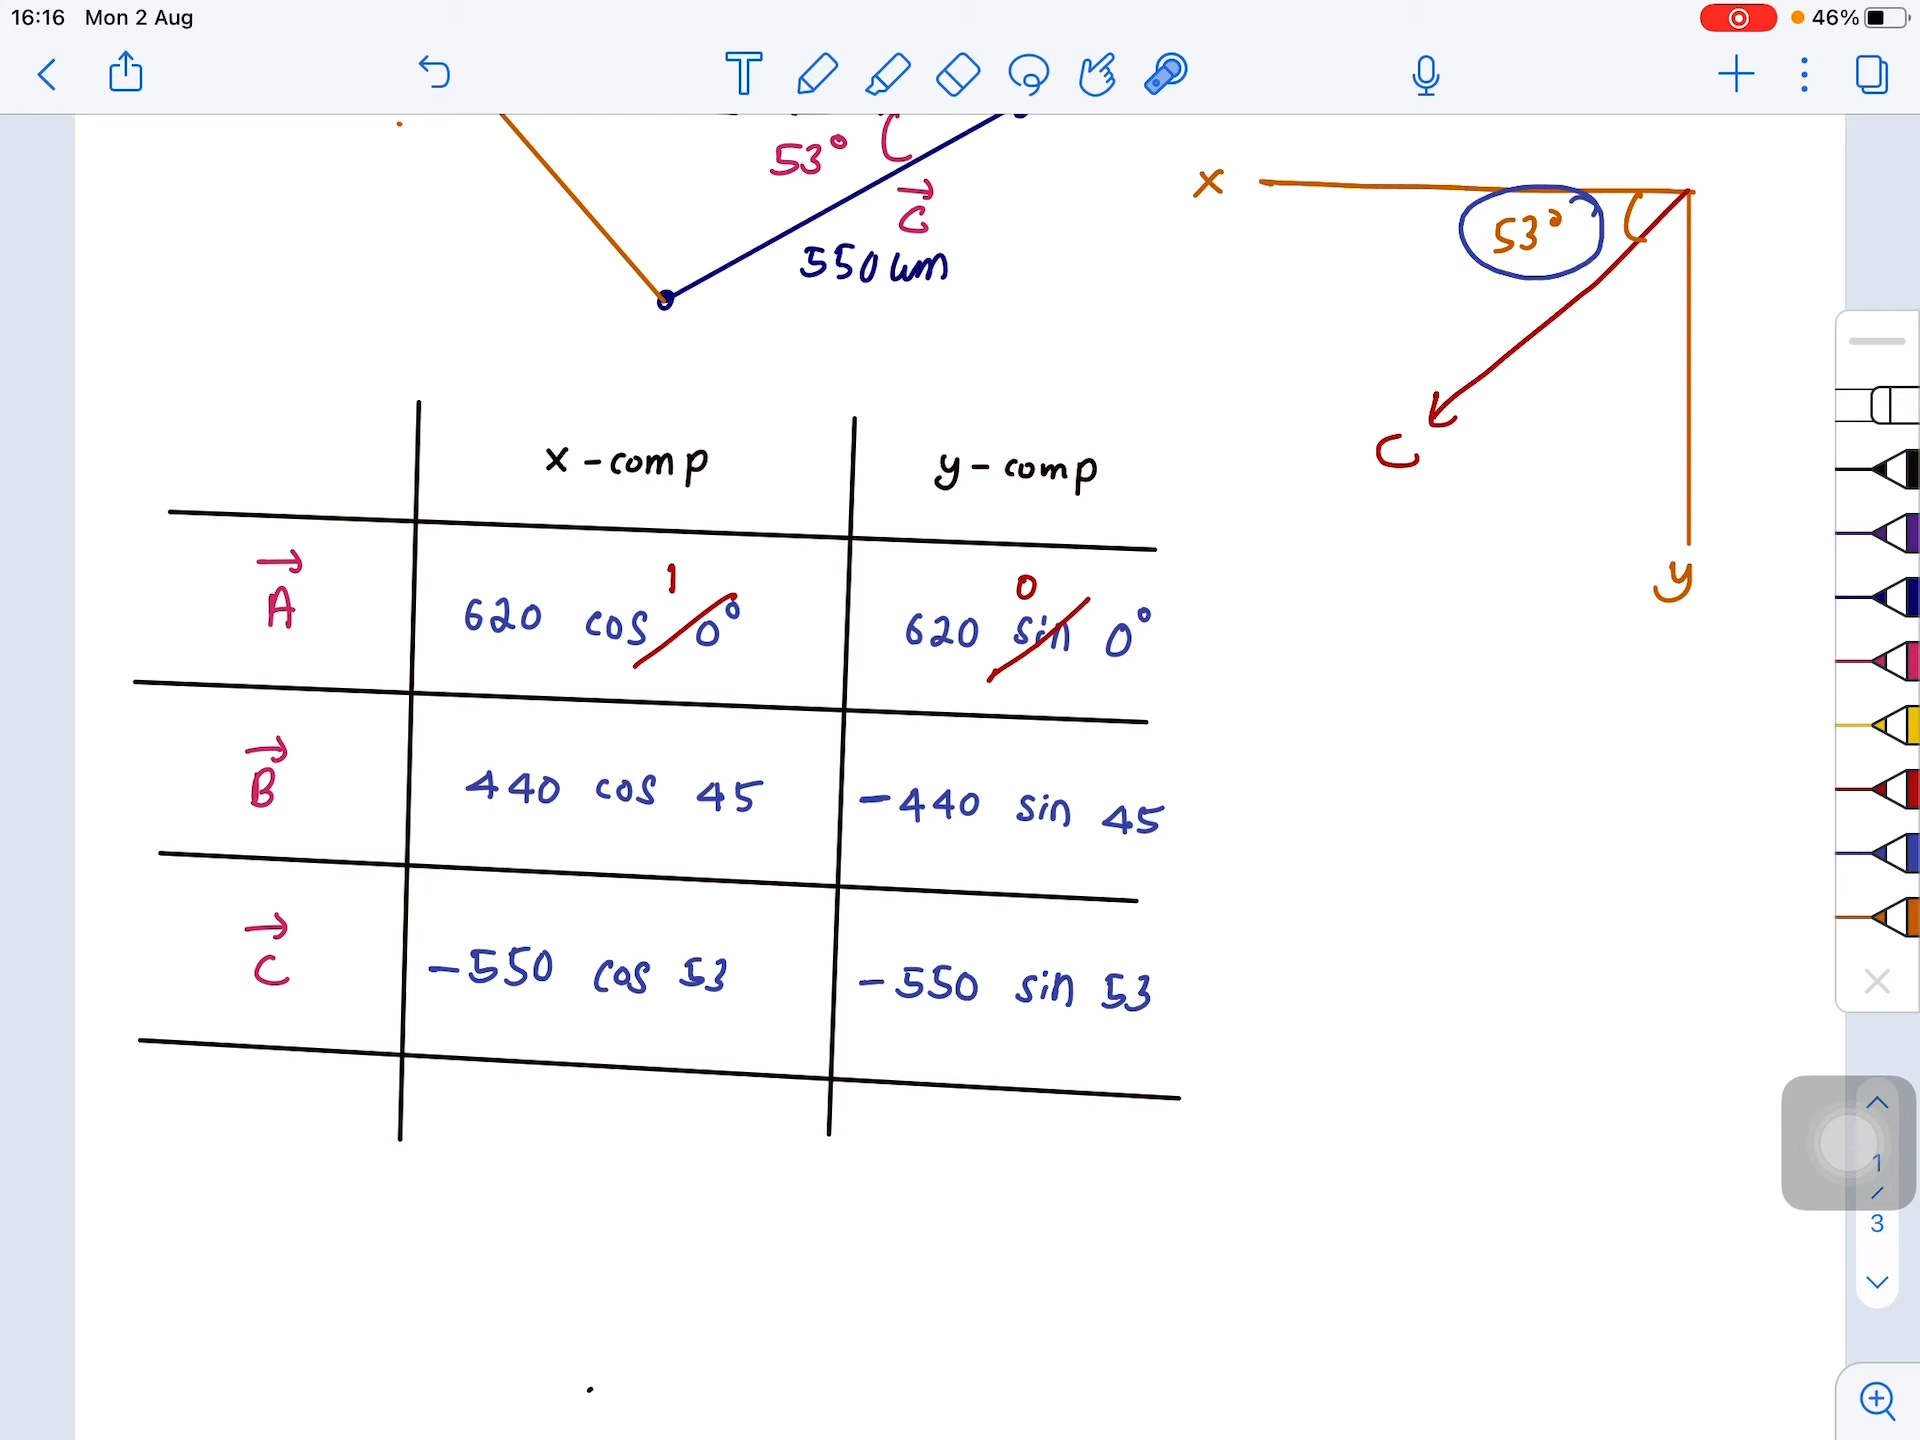 16:16 Mon 2 Aug
46%
T
53°
C
550 km
x
53°
C
y
x-comp y-comp
A 620 cos 0° 1 620 sin 0° 0
B 440 cos 45 -440 sin 45
C -550 cos 53 -550 sin 53
1
/
3